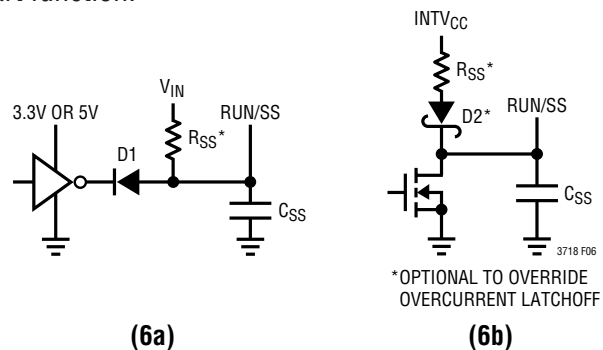 function.
V_IN
R_SS*
3.3V OR 5V
RUN/SS
D1
C_SS
(6a)
INTV_CC
R_SS*
D2*
RUN/SS
C_SS
3718 F06
*OPTIONAL TO OVERRIDE
OVERCURRENT LATCHOFF
(6b)